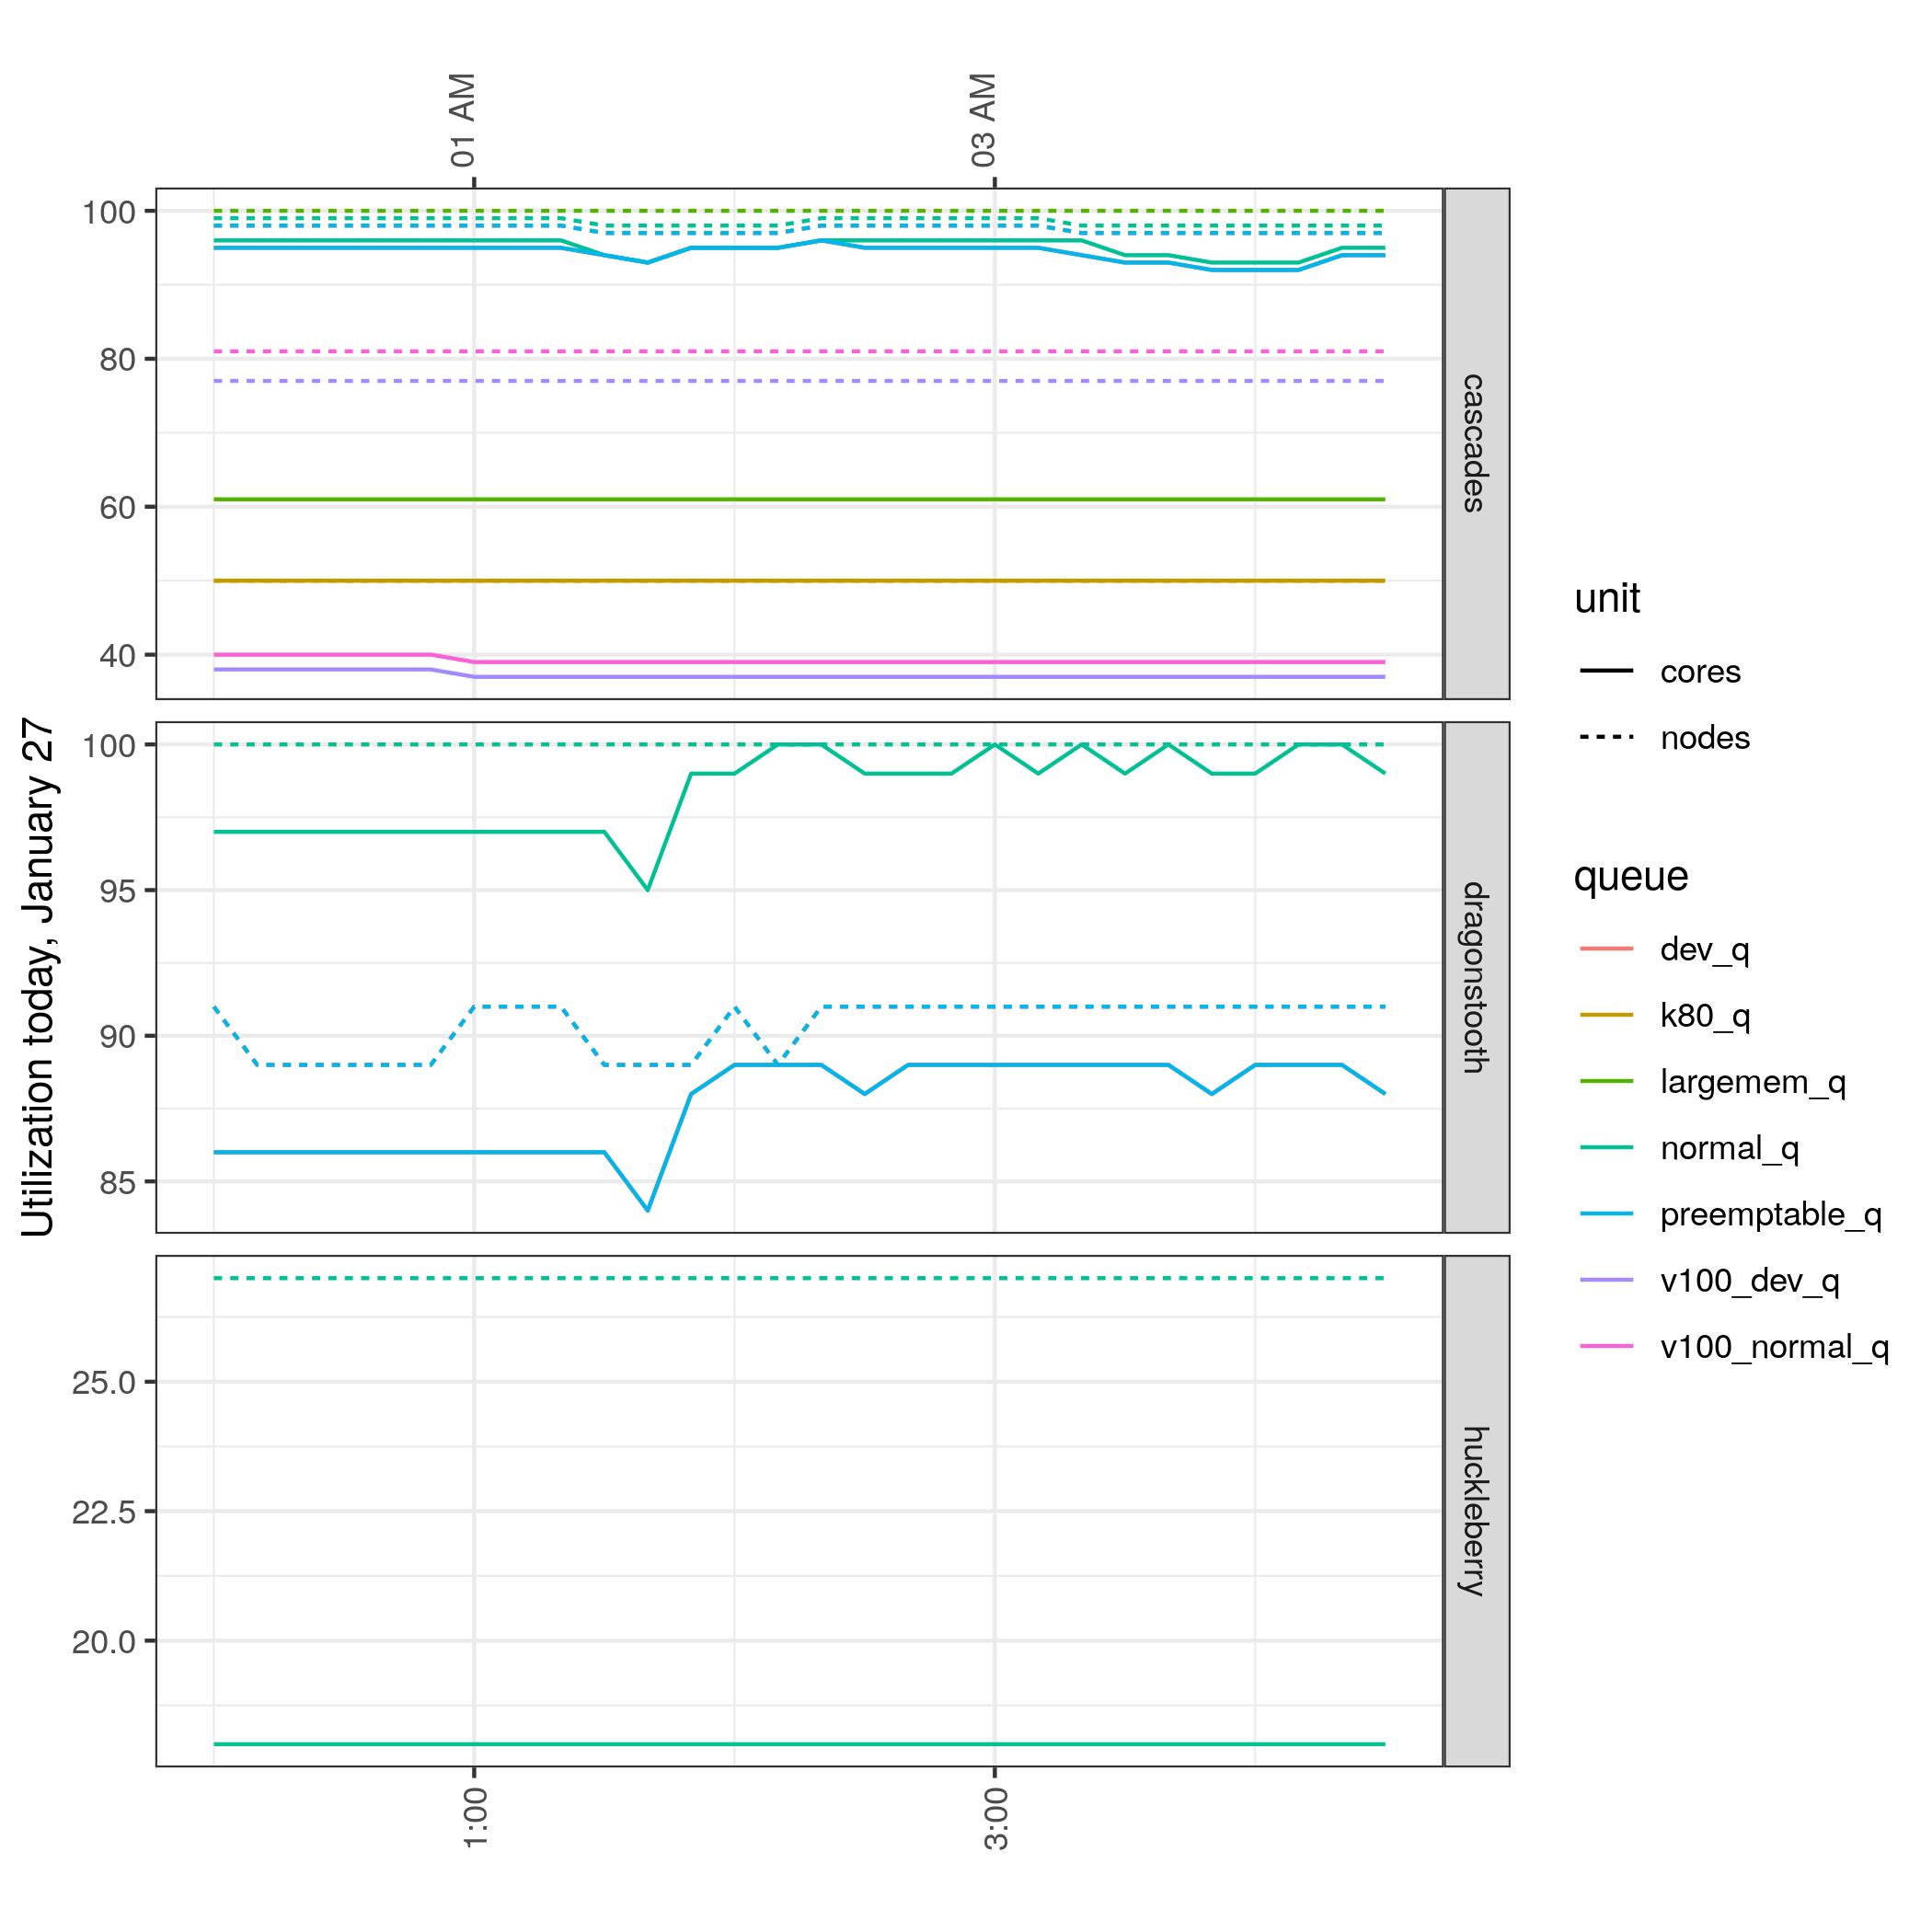 01 AM
03 AM
Utilization today, January 27
100
80
60
40
cascades
100
95
90
85
dragonstooth
25.0
22.5
20.0
huckleberry
1:00
3:00
unit
cores
nodes
queue
dev_q
k80_q
largemem_q
normal_q
preemptable_q
v100_dev_q
v100_normal_q